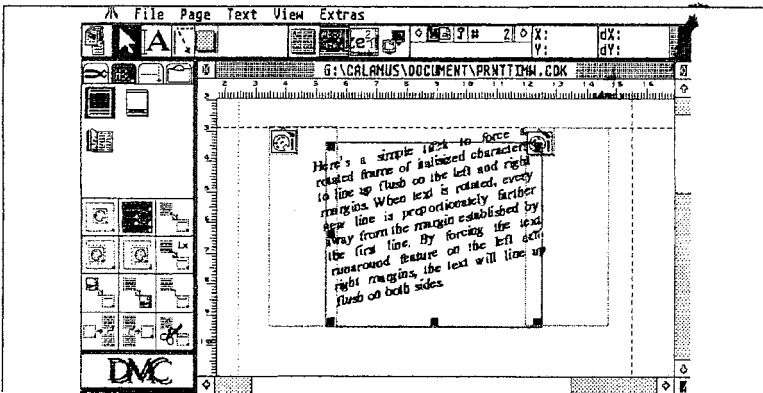 File Page Text View Extras
A
2 X: dX:
Y: dY:
G:\CALAMUS\DOCUMENT\PRNTTIMW.CDK
Here's a simple trick to force a
rotated frame of italisized characters
to line up flush on the left and right
margins. When text is rotated, every
new line is proportionately farther
away from the margin established by
the first line. By forcing the text
runaround feature on the left and
right margins, the text will line up
flush on both sides.
DMC